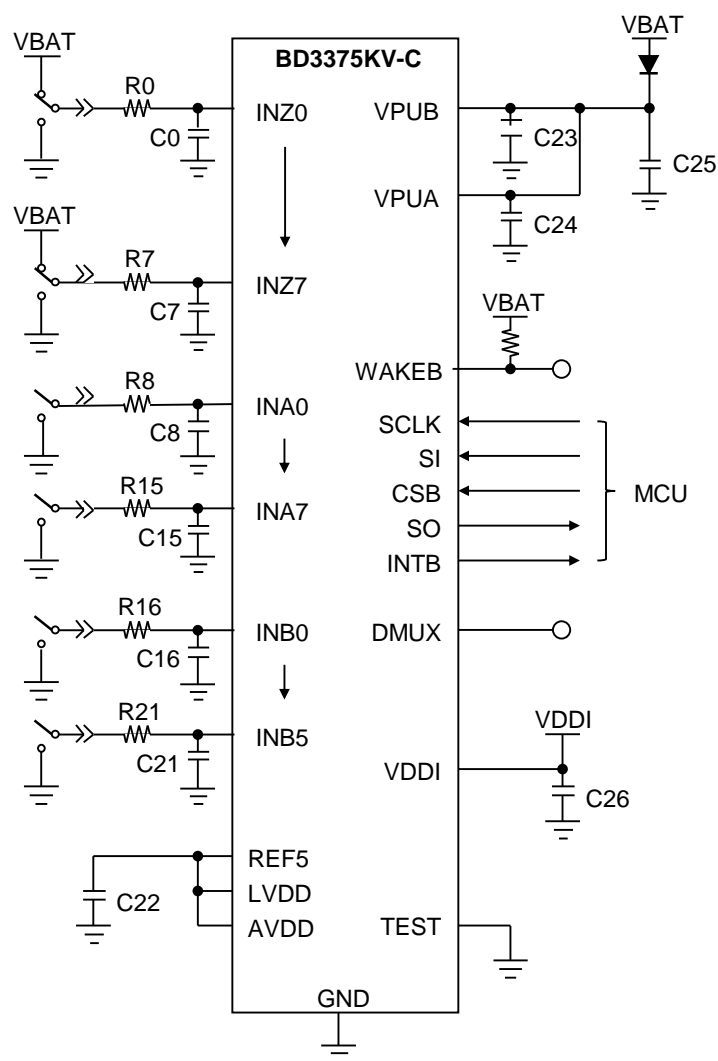 VBAT
BD3375KV-C
VBAT
R0
C0
INZ0
VPUB
C23
C25
VPUA
C24
VBAT
R7
C7
INZ7
VBAT
WAKEB
R8
C8
INA0
SCLK
SI
CSB
SO
INTB
MCU
R15
C15
INA7
R16
C16
INB0
DMUX
R21
C21
INB5
VDDI
VDDI
C26
REF5
LVDD
AVDD
C22
TEST
GND